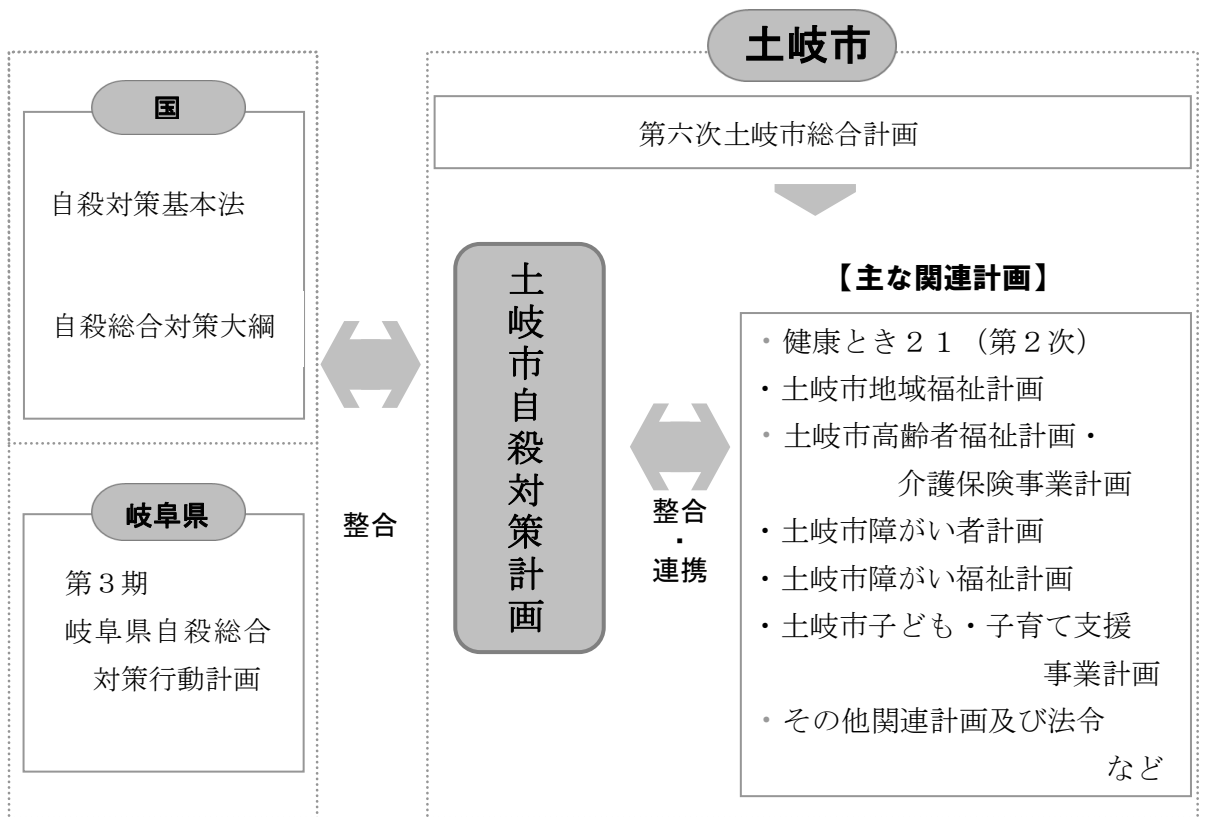 国
自殺対策基本法
自殺総合対策大綱
岐阜県
第３期
岐阜県自殺総合
対策行動計画
整合
土岐市
第六次土岐市総合計画
土岐市自殺対策計画
整合
・
連携
【主な関連計画】
・健康とき２１（第２次）
・土岐市地域福祉計画
・土岐市高齢者福祉計画・
介護保険事業計画
・土岐市障がい者計画
・土岐市障がい福祉計画
・土岐市子ども・子育て支援
事業計画
・その他関連計画及び法令
など